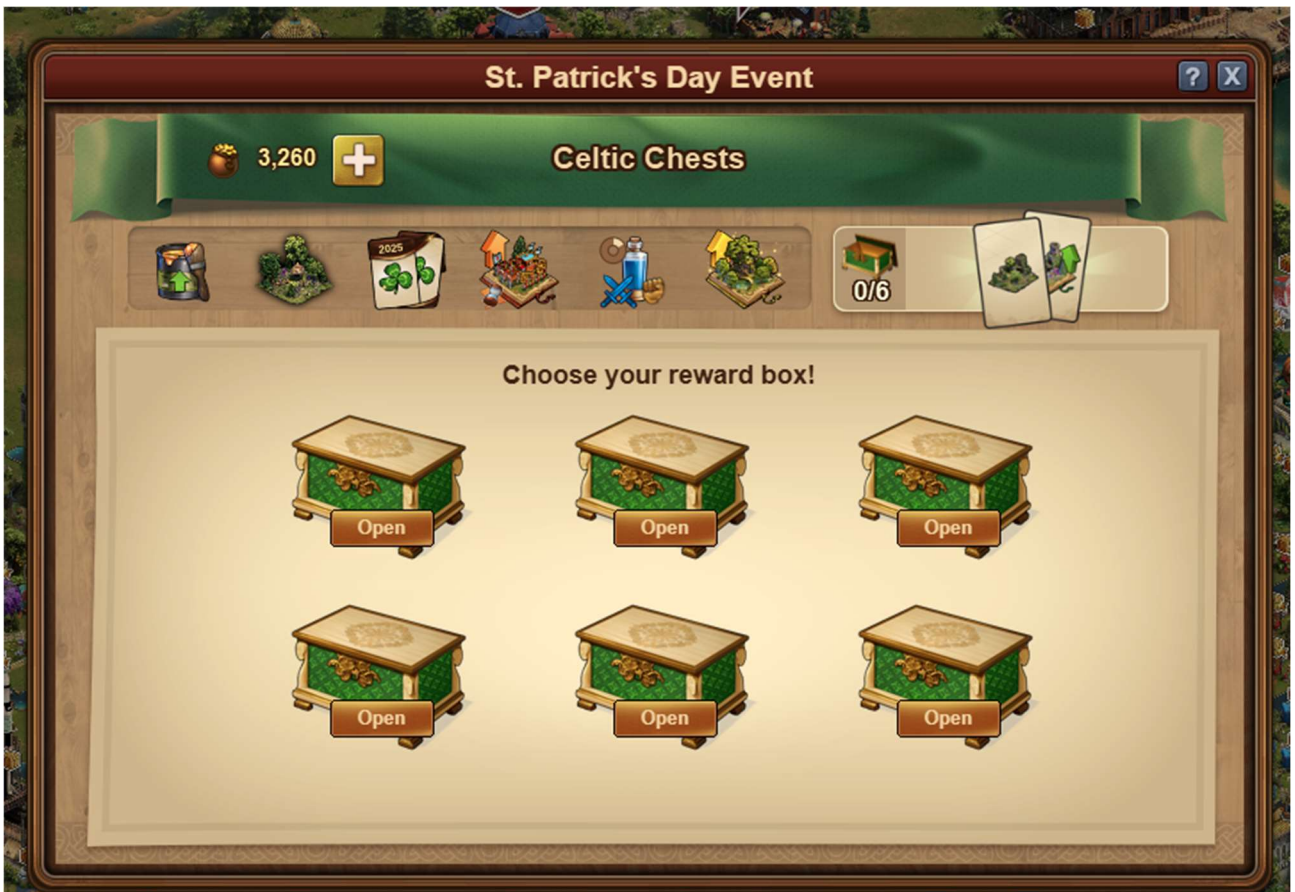 St. Patrick's Day Event
? X
3,260
Celtic Chests
2025
0/6
Choose your reward box!
Open
Open
Open
Open
Open
Open